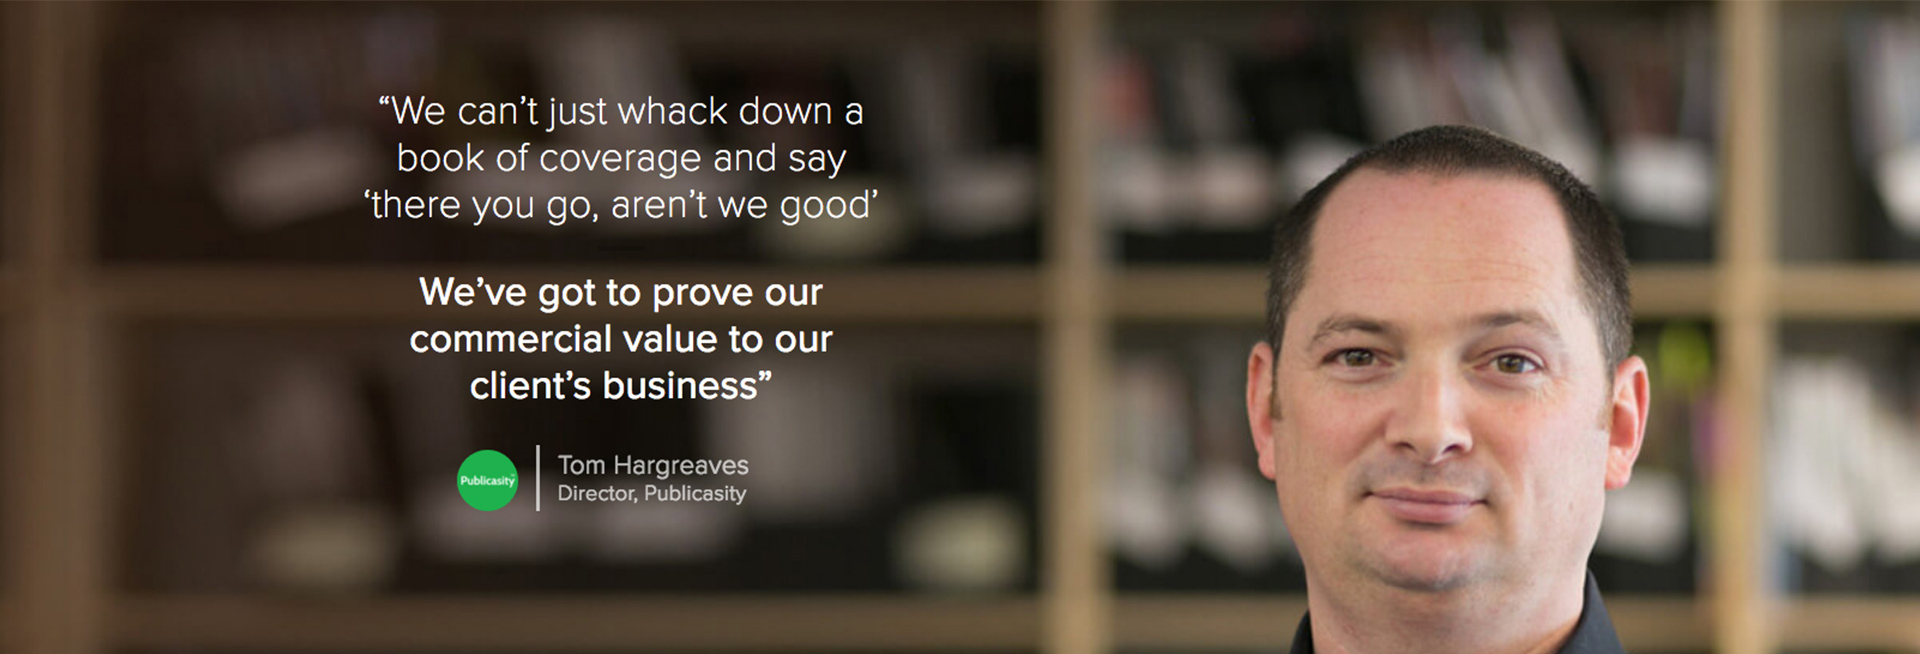 “We can’t just whack down a
book of coverage and say
‘there you go, aren’t we good’
We’ve got to prove our
commercial value to our
client’s business”
Publicasity
Tom Hargreaves
Director, Publicasity